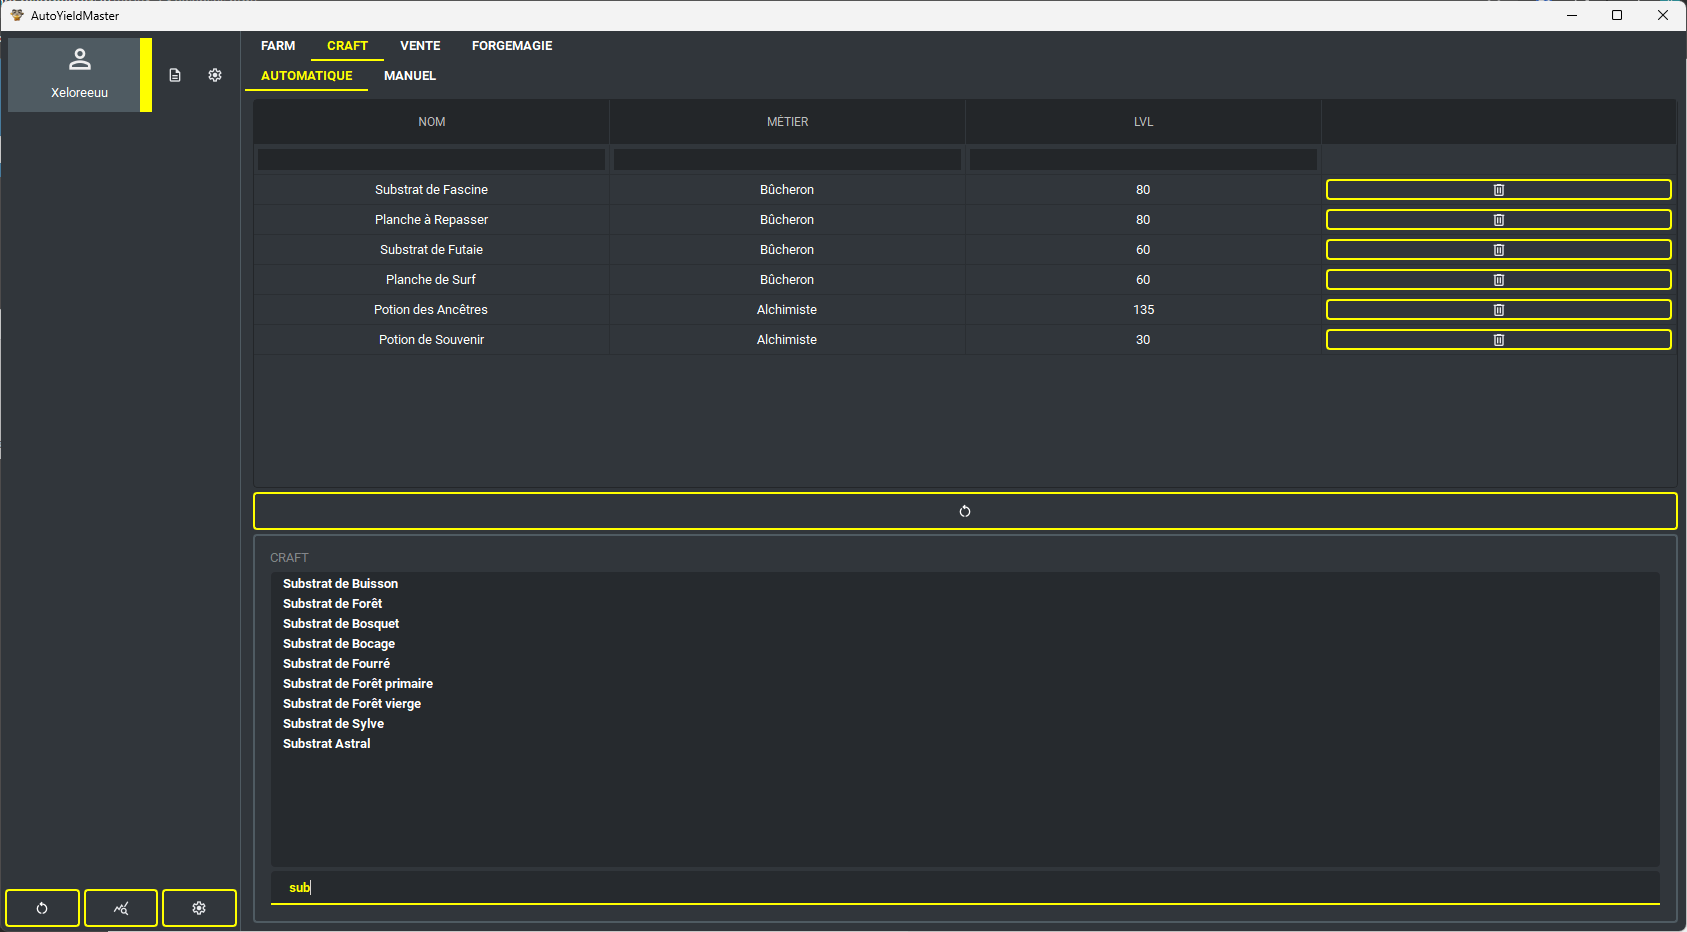 AutoYieldMaster
Xeloreeuu
FARM CRAFT VENTE FORGEMAGIE
AUTOMATIQUE MANUEL
NOM MÉTIER LVL
Substrat de Fascine Bûcheron 80
Planche à Repasser Bûcheron 80
Substrat de Futaie Bûcheron 60
Planche de Surf Bûcheron 60
Potion des Ancêtres Alchimiste 135
Potion de Souvenir Alchimiste 30
CRAFT
Substrat de Buisson
Substrat de Forêt
Substrat de Bosquet
Substrat de Bocage
Substrat de Fourré
Substrat de Forêt primaire
Substrat de Forêt vierge
Substrat de Sylve
Substrat Astral
sub